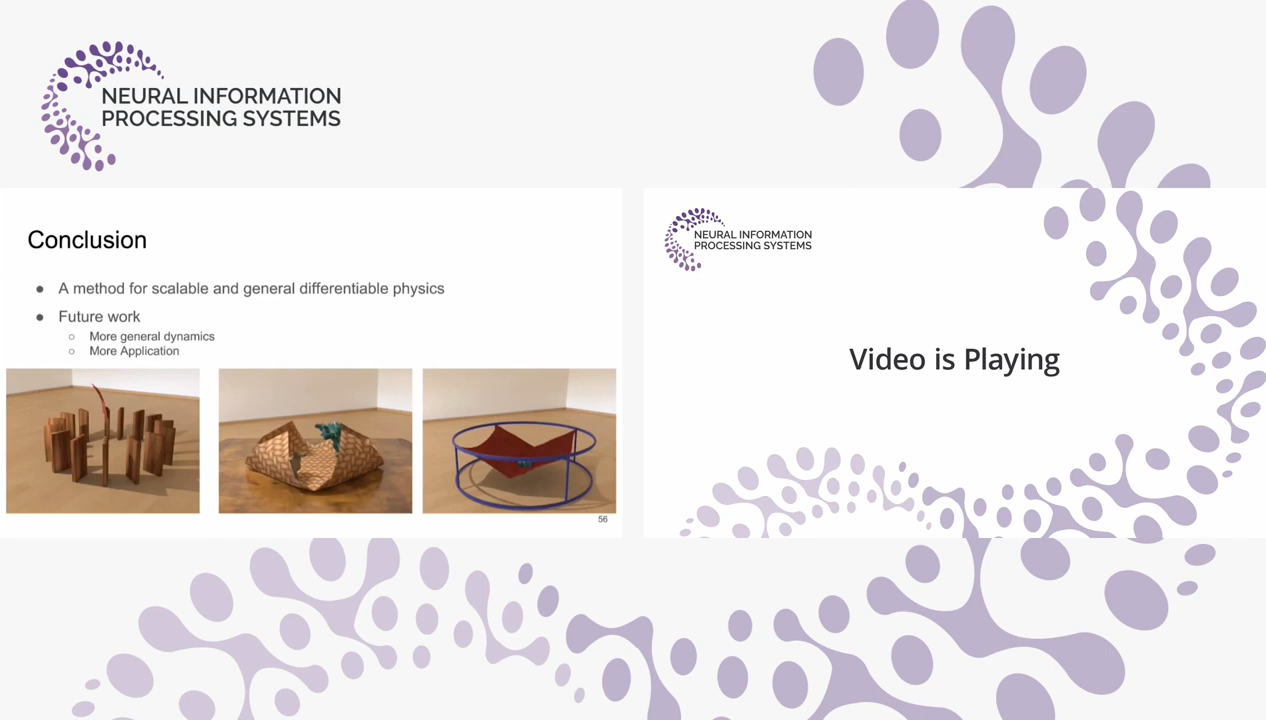 NEURAL INFORMATION
PROCESSING SYSTEMS
Conclusion
● A method for scalable and general differentiable physics
● Future work
○ More general dynamics
○ More Application
56
NEURAL INFORMATION
PROCESSING SYSTEMS
Video is Playing